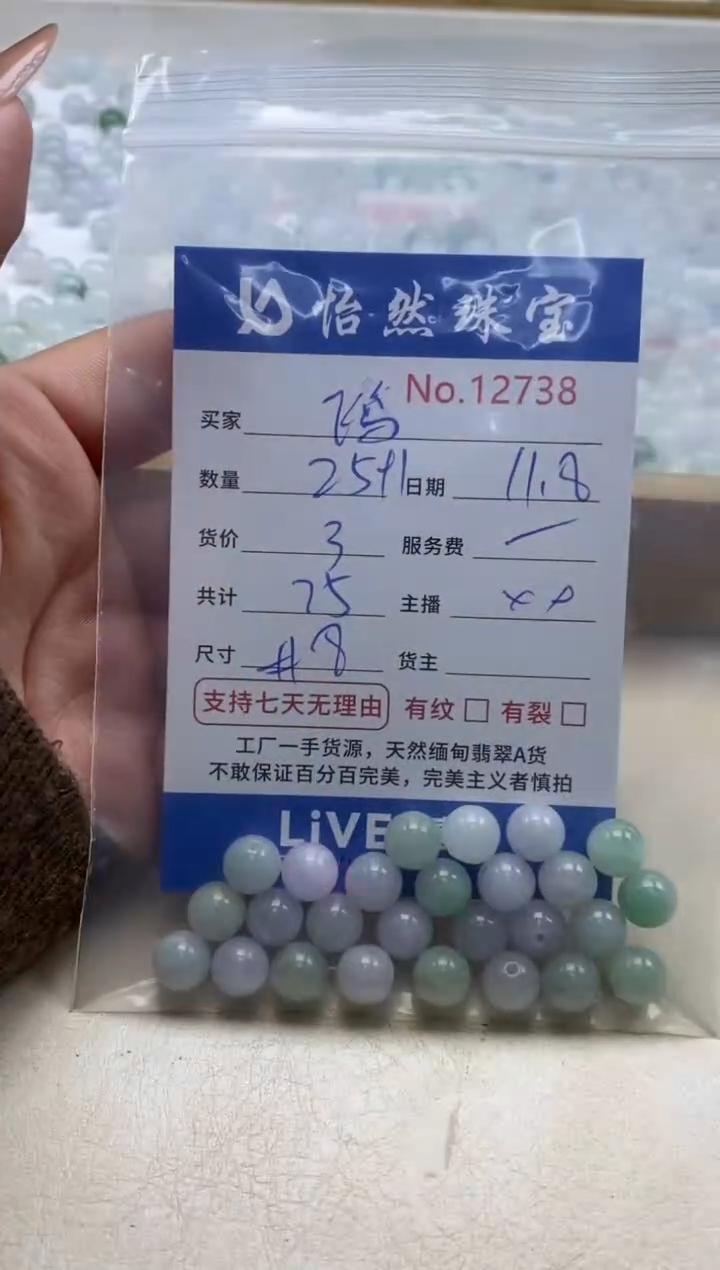 怡然珠宝
No.12738
买家
数量 25+1 日期 11.8
货价 3 服务费 —
共计 75 主播 xp
尺寸 #8 货主
支持七天无理由 有纹 □ 有裂 □
工厂一手货源，天然缅甸翡翠A货
不敢保证百分百完美，完美主义者慎拍
LiVE